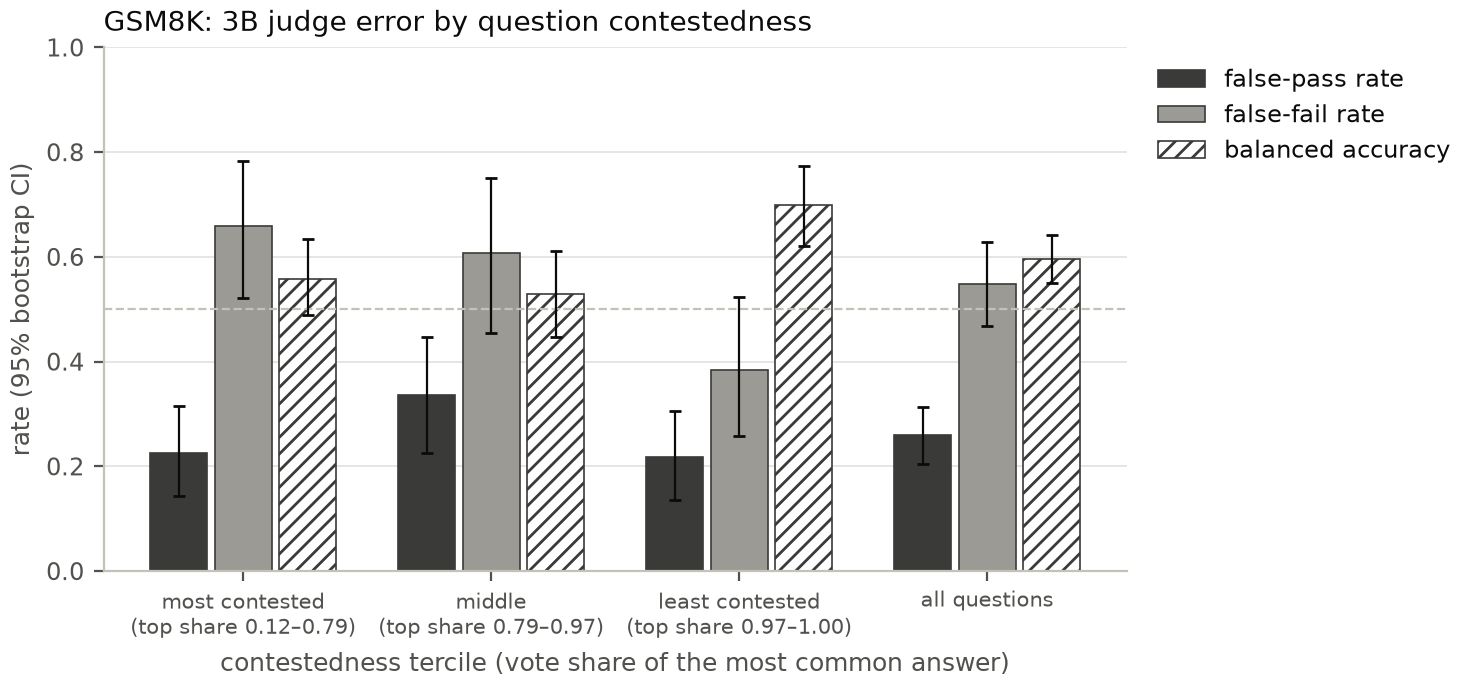 GSM8K: 3B judge error by question contestedness
1.0
0.8
0.6
0.4
0.2
0.0
rate (95% bootstrap CI)
false-pass rate
false-fail rate
balanced accuracy
most contested
(top share 0.12–0.79)
middle
(top share 0.79–0.97)
least contested
(top share 0.97–1.00)
all questions
contestedness tercile (vote share of the most common answer)